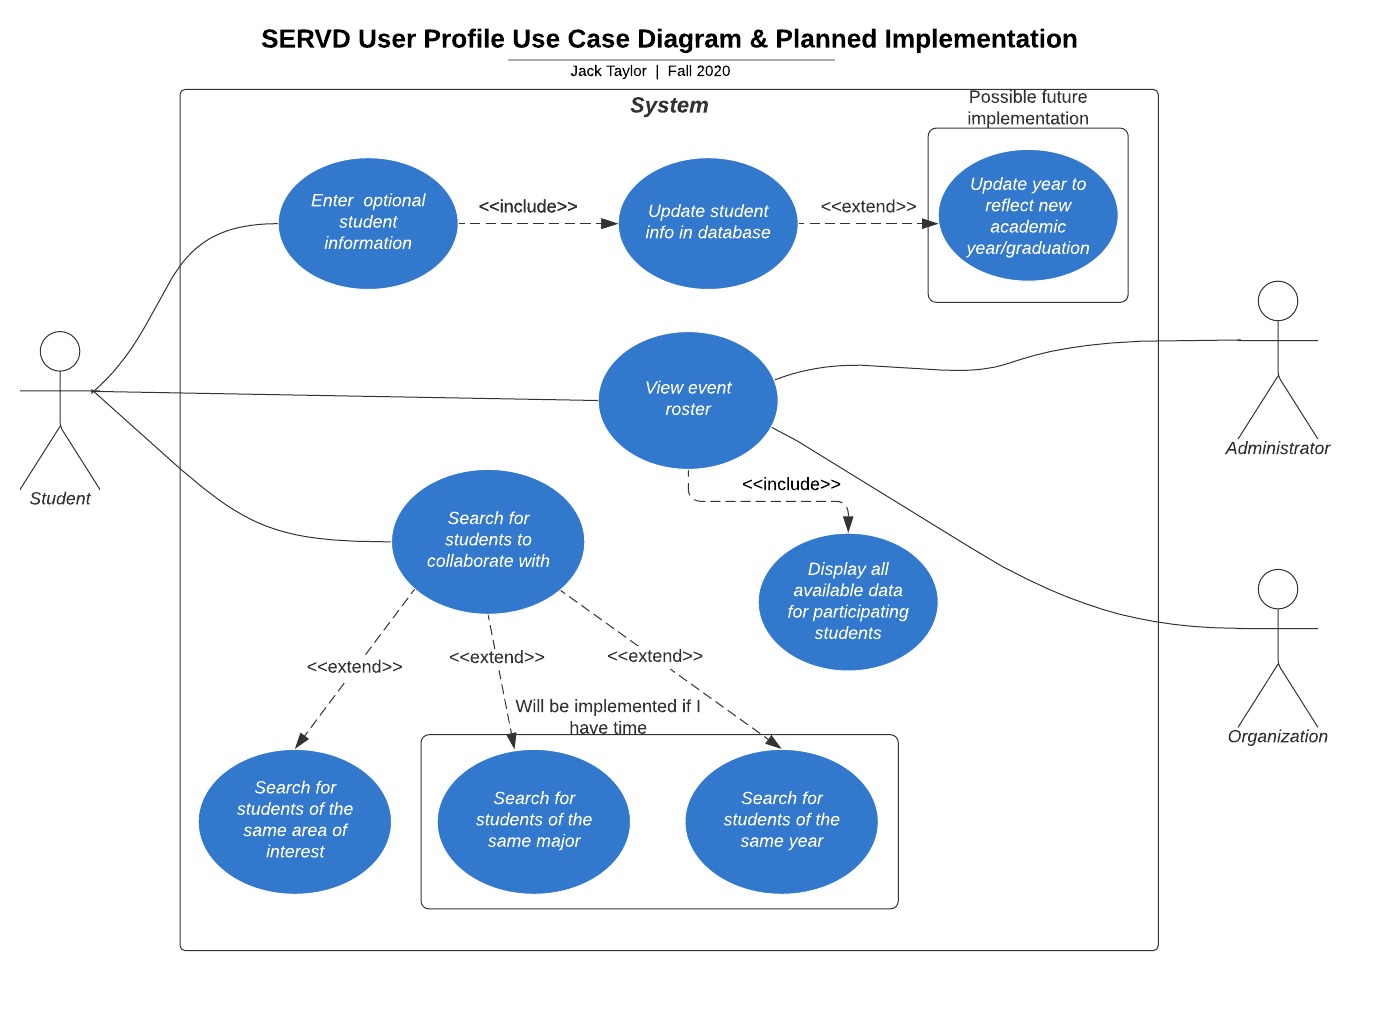 SERVD User Profile Use Case Diagram & Planned Implementation
Jack Taylor | Fall 2020
System
Possible future
implementation
Enter optional
student
information
<<include>>
Update student
info in database
<<extend>>
Update year to
reflect new
academic
year/graduation
Student
View event
roster
Administrator
<<include>>
Search for
students to
collaborate with
Display all
available data
for participating
students
Organization
<<extend>>
<<extend>>
<<extend>>
Will be implemented if I
have time
Search for
students of the
same area of
interest
Search for
students of the
same major
Search for
students of the
same year